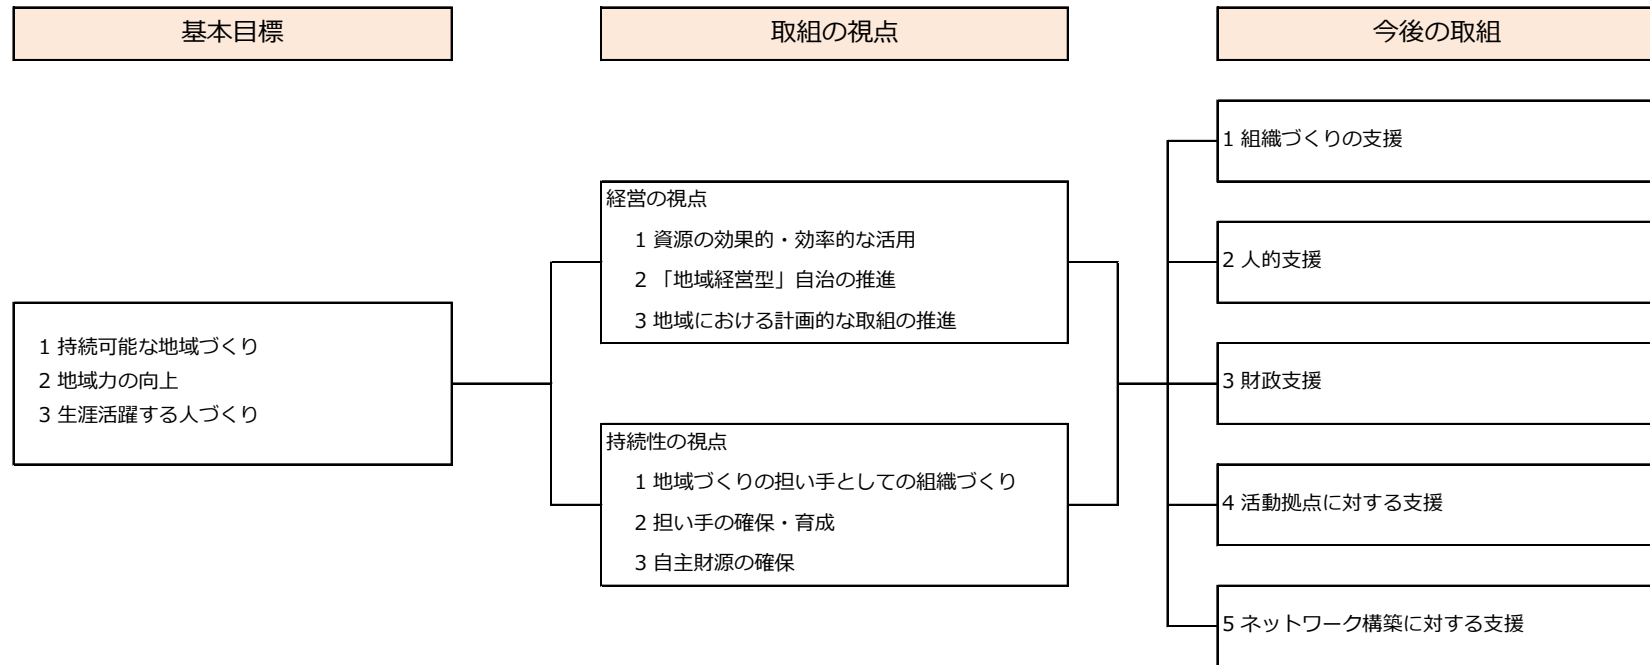 基本目標
取組の視点
今後の取組
1 持続可能な地域づくり
2 地域力の向上
3 生涯活躍する人づくり
経営の視点
1 資源の効果的・効率的な活用
2 「地域経営型」自治の推進
3 地域における計画的な取組の推進
持続性の視点
1 地域づくりの担い手としての組織づくり
2 担い手の確保・育成
3 自主財源の確保
1 組織づくりの支援
2 人的支援
3 財政支援
4 活動拠点に対する支援
5 ネットワーク構築に対する支援